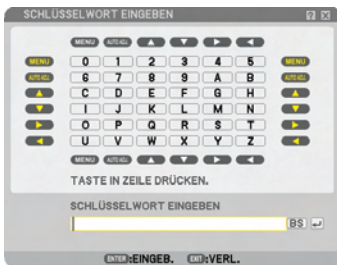 SCHLÜSSELWORT EINGEBEN
MENU AUTO ADJ.
MENU 0 1 2 3 4 5 MENU
AUTO ADJ. 6 7 8 9 A B AUTO ADJ.
C D E F G H
I J K L M N
O P Q R S T
U V W X Y Z
MENU AUTO ADJ.
TASTE IN ZEILE DRÜCKEN.
SCHLÜSSELWORT EINGEBEN
BS
ENTER:EINGEB. EXIT:VERL.